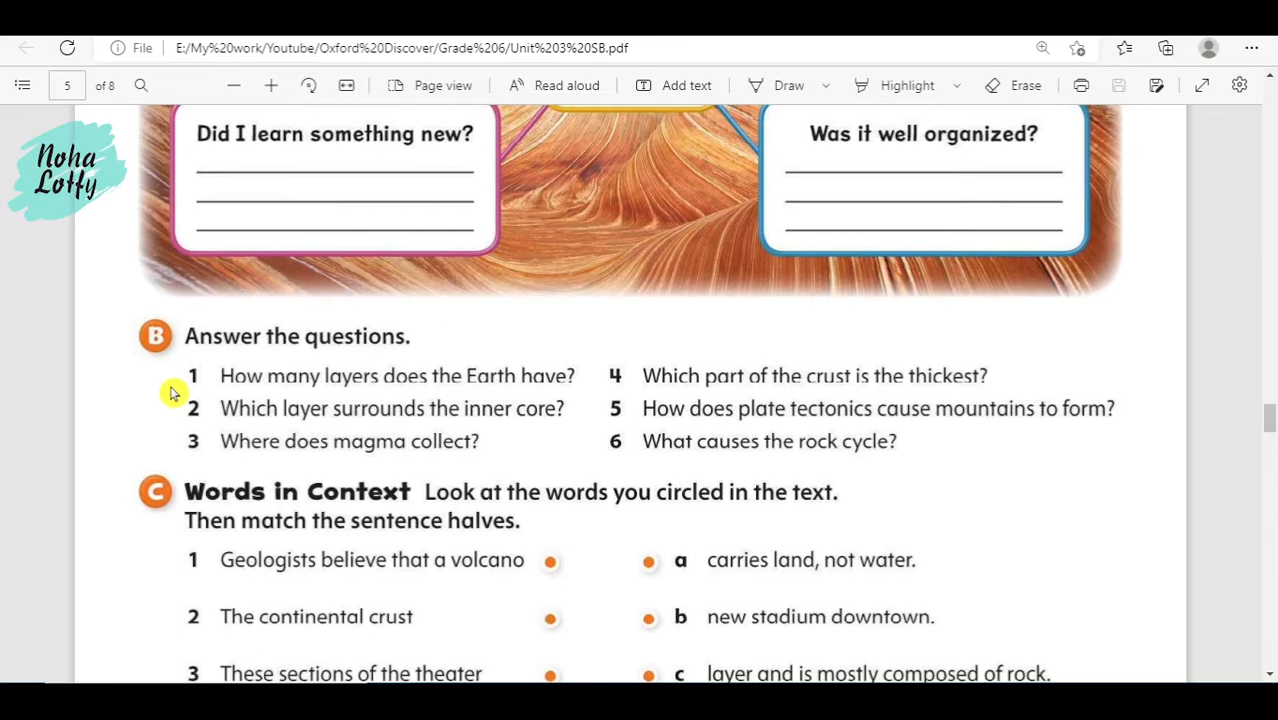 File
E:/My%20work/Youtube/Oxford%20Discover/Grade%206/Unit%203%20SB.pdf
5 of 8
Page view
Read aloud
Add text
Draw
Highlight
Erase
Noha
Lotfy
Did I learn something new?
Was it well organized?
B Answer the questions.
1 How many layers does the Earth have?
2 Which layer surrounds the inner core?
3 Where does magma collect?
4 Which part of the crust is the thickest?
5 How does plate tectonics cause mountains to form?
6 What causes the rock cycle?
C Words in Context Look at the words you circled in the text.
Then match the sentence halves.
1 Geologists believe that a volcano
a carries land, not water.
2 The continental crust
b new stadium downtown.
3 These sections of the theater
c layer and is mostly composed of rock.